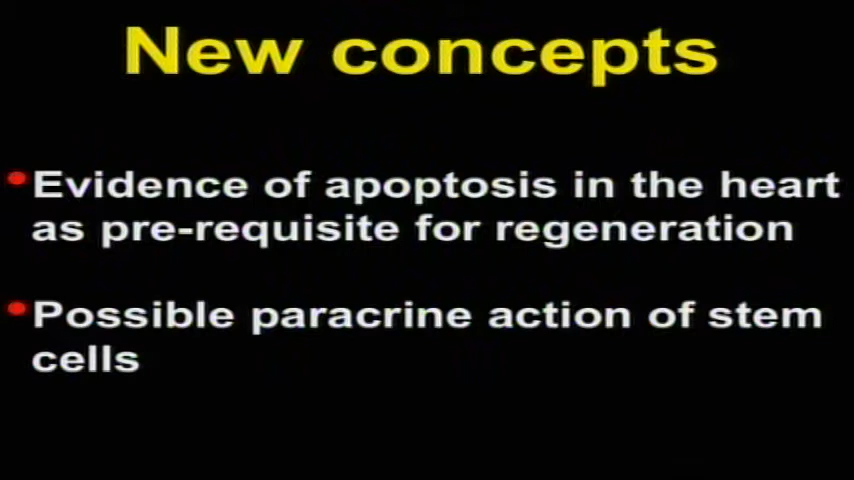 New concepts
•Evidence of apoptosis in the heart
as pre-requisite for regeneration
•Possible paracrine action of stem
cells